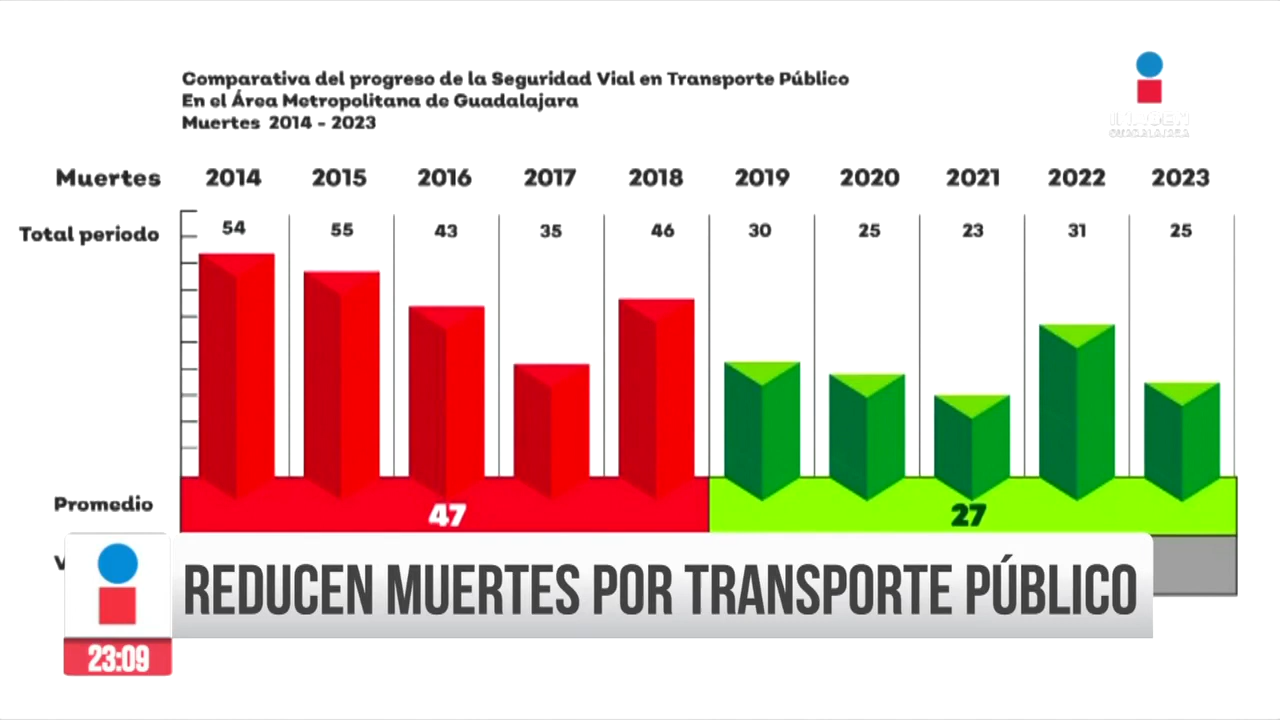 Comparativa del progreso de la Seguridad Vial en Transporte Público
En el Área Metropolitana de Guadalajara
Muertes 2014 - 2023
IMAGEN
GUADALAJARA
Muertes 2014 2015 2016 2017 2018 2019 2020 2021 2022 2023
Total periodo 54 55 43 35 46 30 25 23 31 25
Promedio 47 27
V
REDUCEN MUERTES POR TRANSPORTE PÚBLICO
23:09